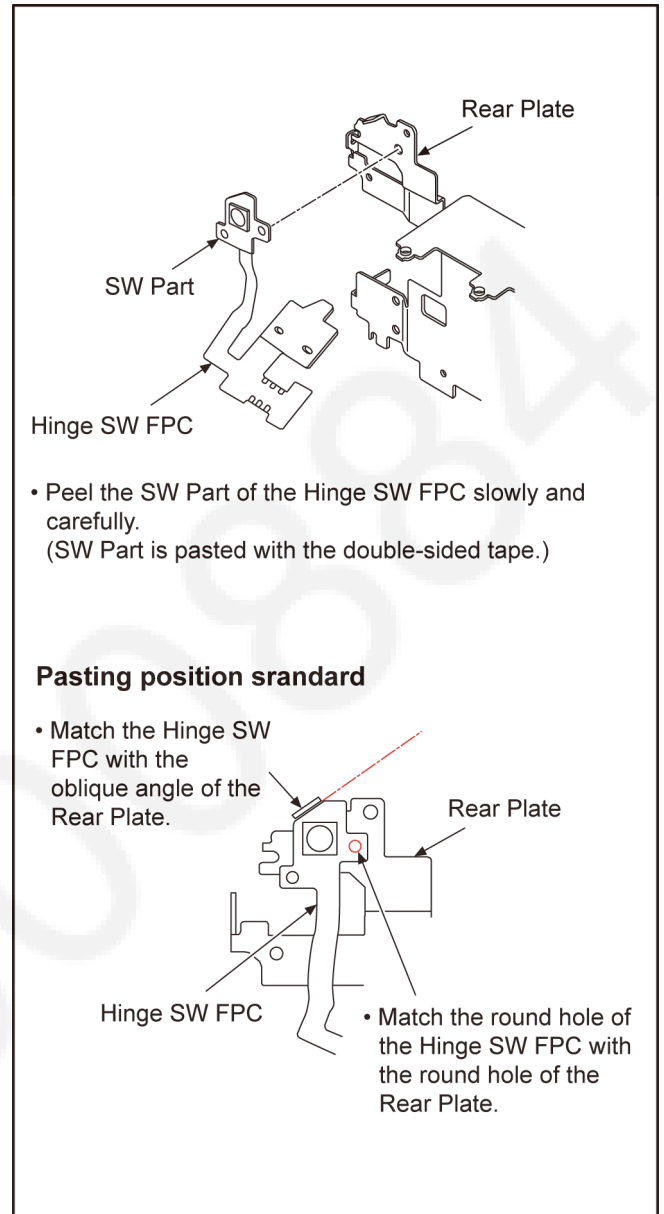 Rear Plate
SW Part
Hinge SW FPC
• Peel the SW Part of the Hinge SW FPC slowly and
carefully.
(SW Part is pasted with the double-sided tape.)
Pasting position srandard
• Match the Hinge SW
FPC with the
oblique angle of the
Rear Plate.
Rear Plate
Hinge SW FPC
• Match the round hole of
the Hinge SW FPC with
the round hole of the
Rear Plate.